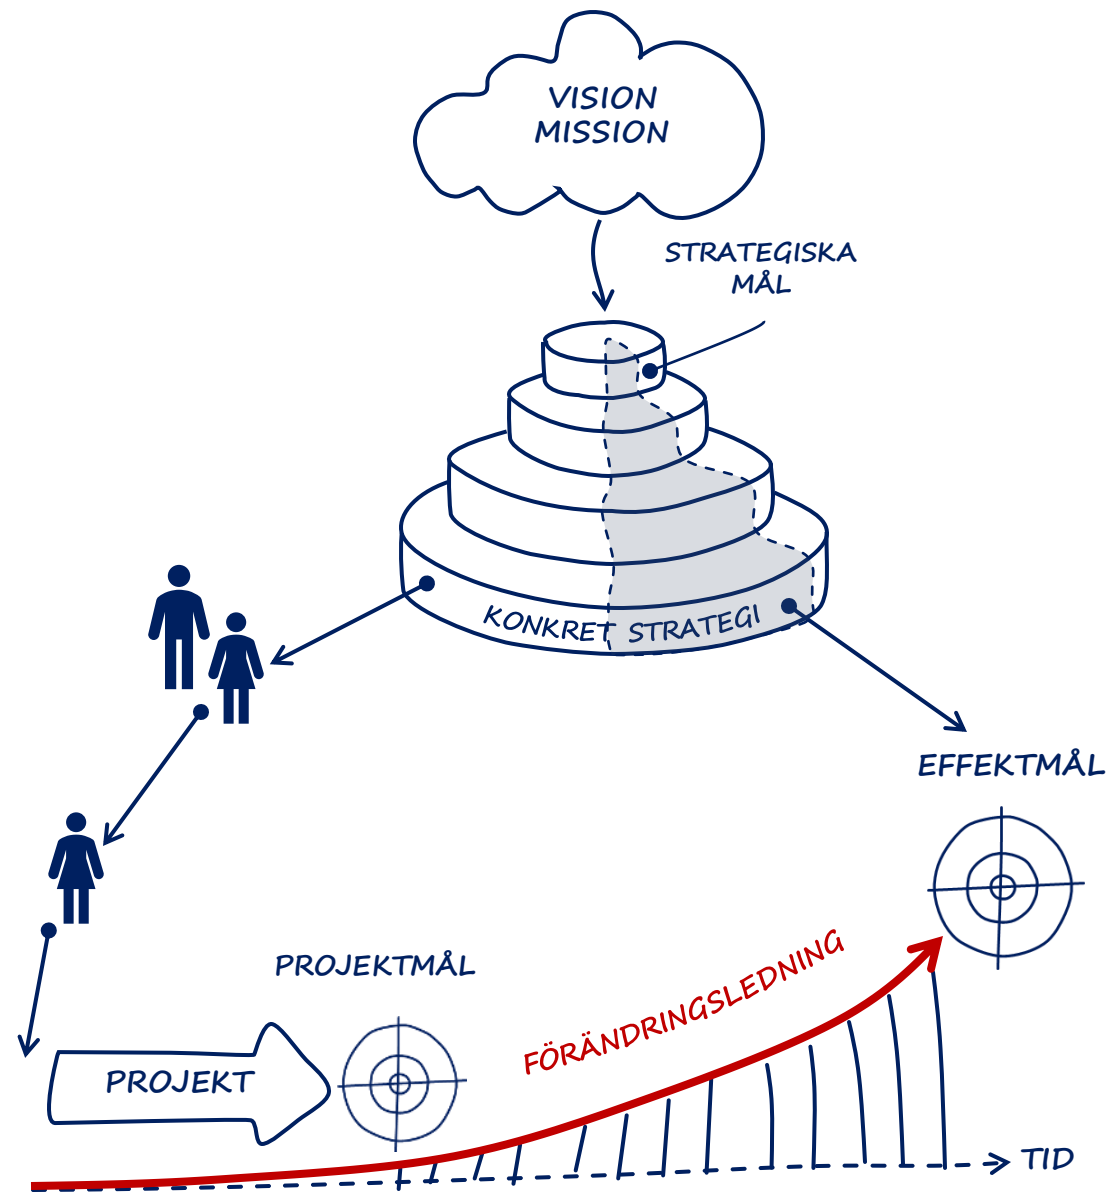 VISION
MISSION
STRATEGISKA
MÅL
KONKRET STRATEGI
EFFEKTMÅL
PROJEKTMÅL
FÖRÄNDRINGSLEDNING
PROJEKT
TID